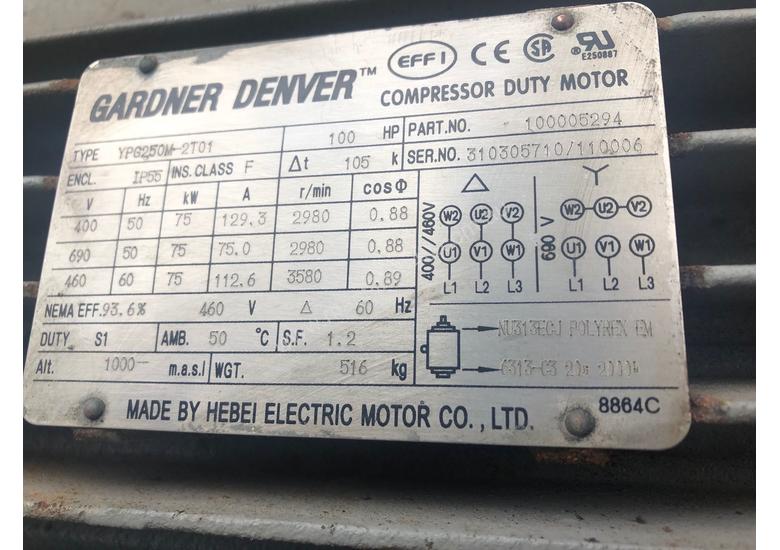 GARDNER DENVER™ EFF1 CE SA RU E250887
COMPRESSOR DUTY MOTOR
TYPE YPG250M-2T01 100 HP PART.NO. 100005294
ENCL. IP55 INS.CLASS F Δt 105 k SER.NO. 310305710/110006
V Hz kW A r/min cosΦ
400 50 75 129.3 2980 0.88
690 50 75 75.0 2980 0.88
460 60 75 112.6 3580 0.89
NEMA EFF.93.6% 460 V Δ 60 Hz
DUTY S1 AMB. 50 °C S.F. 1.2
Alt. 1000 m.a.s.l WGT. 516 kg
400//460V Δ
W2 U2 V2
U1 V1 W1
L1 L2 L3
690 V Y
W2 U2 V2
U1 V1 W1
L1 L2 L3
NU313ECJ POLYREX EM
MADE BY HEBEI ELECTRIC MOTOR CO., LTD. 8864C